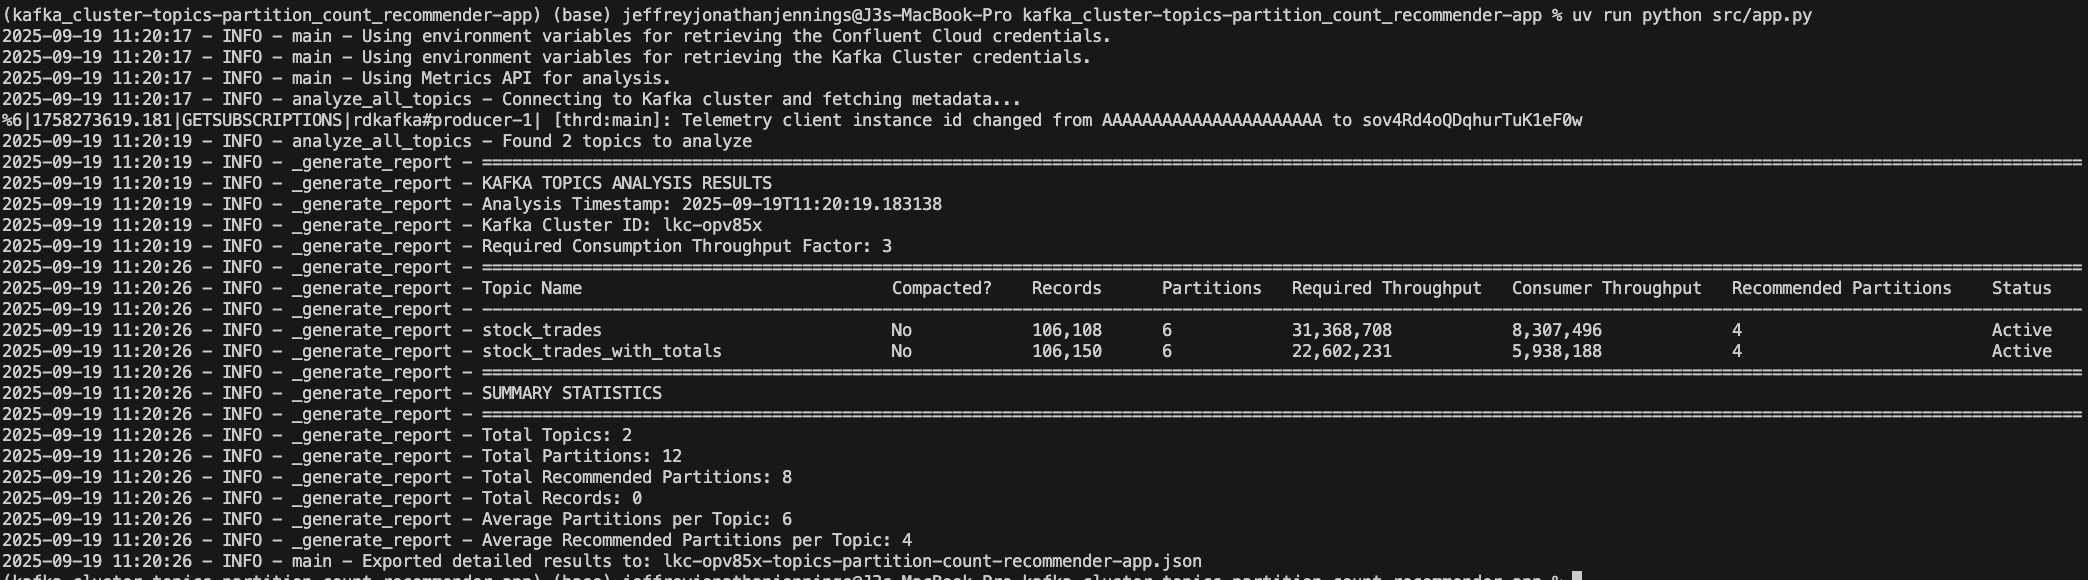 (kafka_cluster-topics-partition_count_recommender-app) (base) jeffreyjonathanjennings@J3s-MacBook-Pro kafka_cluster-topics-partition_count_recommender-app % uv run python src/app.py
2025-09-19 11:20:17 - INFO - main - Using environment variables for retrieving the Confluent Cloud credentials.
2025-09-19 11:20:17 - INFO - main - Using environment variables for retrieving the Kafka Cluster credentials.
2025-09-19 11:20:17 - INFO - main - Using Metrics API for analysis.
2025-09-19 11:20:17 - INFO - analyze_all_topics - Connecting to Kafka cluster and fetching metadata...
%6|1758273619.181|GETSUBSCRIPTIONS|rdkafka#producer-1| [thrd:main]: Telemetry client instance id changed from AAAAAAAAAAAAAAAAAAAAAA to sov4Rd4oQDqhurTuK1eF0w
2025-09-19 11:20:19 - INFO - analyze_all_topics - Found 2 topics to analyze
2025-09-19 11:20:19 - INFO - _generate_report - ================================================================================================================================================================
2025-09-19 11:20:19 - INFO - _generate_report - KAFKA TOPICS ANALYSIS RESULTS
2025-09-19 11:20:19 - INFO - _generate_report - Analysis Timestamp: 2025-09-19T11:20:19.183138
2025-09-19 11:20:19 - INFO - _generate_report - Kafka Cluster ID: lkc-opv85x
2025-09-19 11:20:19 - INFO - _generate_report - Required Consumption Throughput Factor: 3
2025-09-19 11:20:26 - INFO - _generate_report - ================================================================================================================================================================
2025-09-19 11:20:26 - INFO - _generate_report - Topic Name                               Compacted?    Records      Partitions   Required Throughput   Consumer Throughput   Recommended Partitions    Status
2025-09-19 11:20:26 - INFO - _generate_report - ----------------------------------------------------------------------------------------------------------------------------------------------------------------
2025-09-19 11:20:26 - INFO - _generate_report - stock_trades                             No            106,108      6            31,368,708            8,307,496             4                         Active
2025-09-19 11:20:26 - INFO - _generate_report - stock_trades_with_totals                 No            106,150      6            22,602,231            5,938,188             4                         Active
2025-09-19 11:20:26 - INFO - _generate_report - ================================================================================================================================================================
2025-09-19 11:20:26 - INFO - _generate_report - SUMMARY STATISTICS
2025-09-19 11:20:26 - INFO - _generate_report - ================================================================================================================================================================
2025-09-19 11:20:26 - INFO - _generate_report - Total Topics: 2
2025-09-19 11:20:26 - INFO - _generate_report - Total Partitions: 12
2025-09-19 11:20:26 - INFO - _generate_report - Total Recommended Partitions: 8
2025-09-19 11:20:26 - INFO - _generate_report - Total Records: 0
2025-09-19 11:20:26 - INFO - _generate_report - Average Partitions per Topic: 6
2025-09-19 11:20:26 - INFO - _generate_report - Average Recommended Partitions per Topic: 4
2025-09-19 11:20:26 - INFO - main - Exported detailed results to: lkc-opv85x-topics-partition-count-recommender-app.json
(kafka_cluster-topics-partition_count_recommender-app) (base) jeffreyjonathanjennings@J3s-MacBook-Pro kafka_cluster-topics-partition_count_recommender-app %